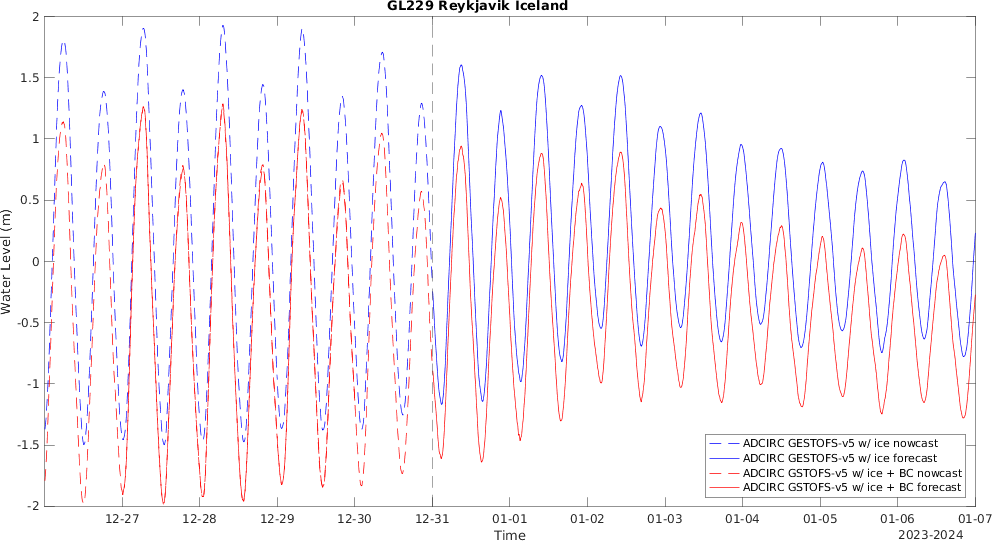 GL229 Reykjavik Iceland
Water Level (m)
2
1.5
1
0.5
0
-0.5
-1
-1.5
-2
ADCIRC GESTOFS-v5 w/ ice nowcast
ADCIRC GESTOFS-v5 w/ ice forecast
ADCIRC GSTOFS-v5 w/ ice + BC nowcast
ADCIRC GSTOFS-v5 w/ ice + BC forecast
12-27 12-28 12-29 12-30 12-31 01-01 01-02 01-03 01-04 01-05 01-06 01-07
Time
2023-2024